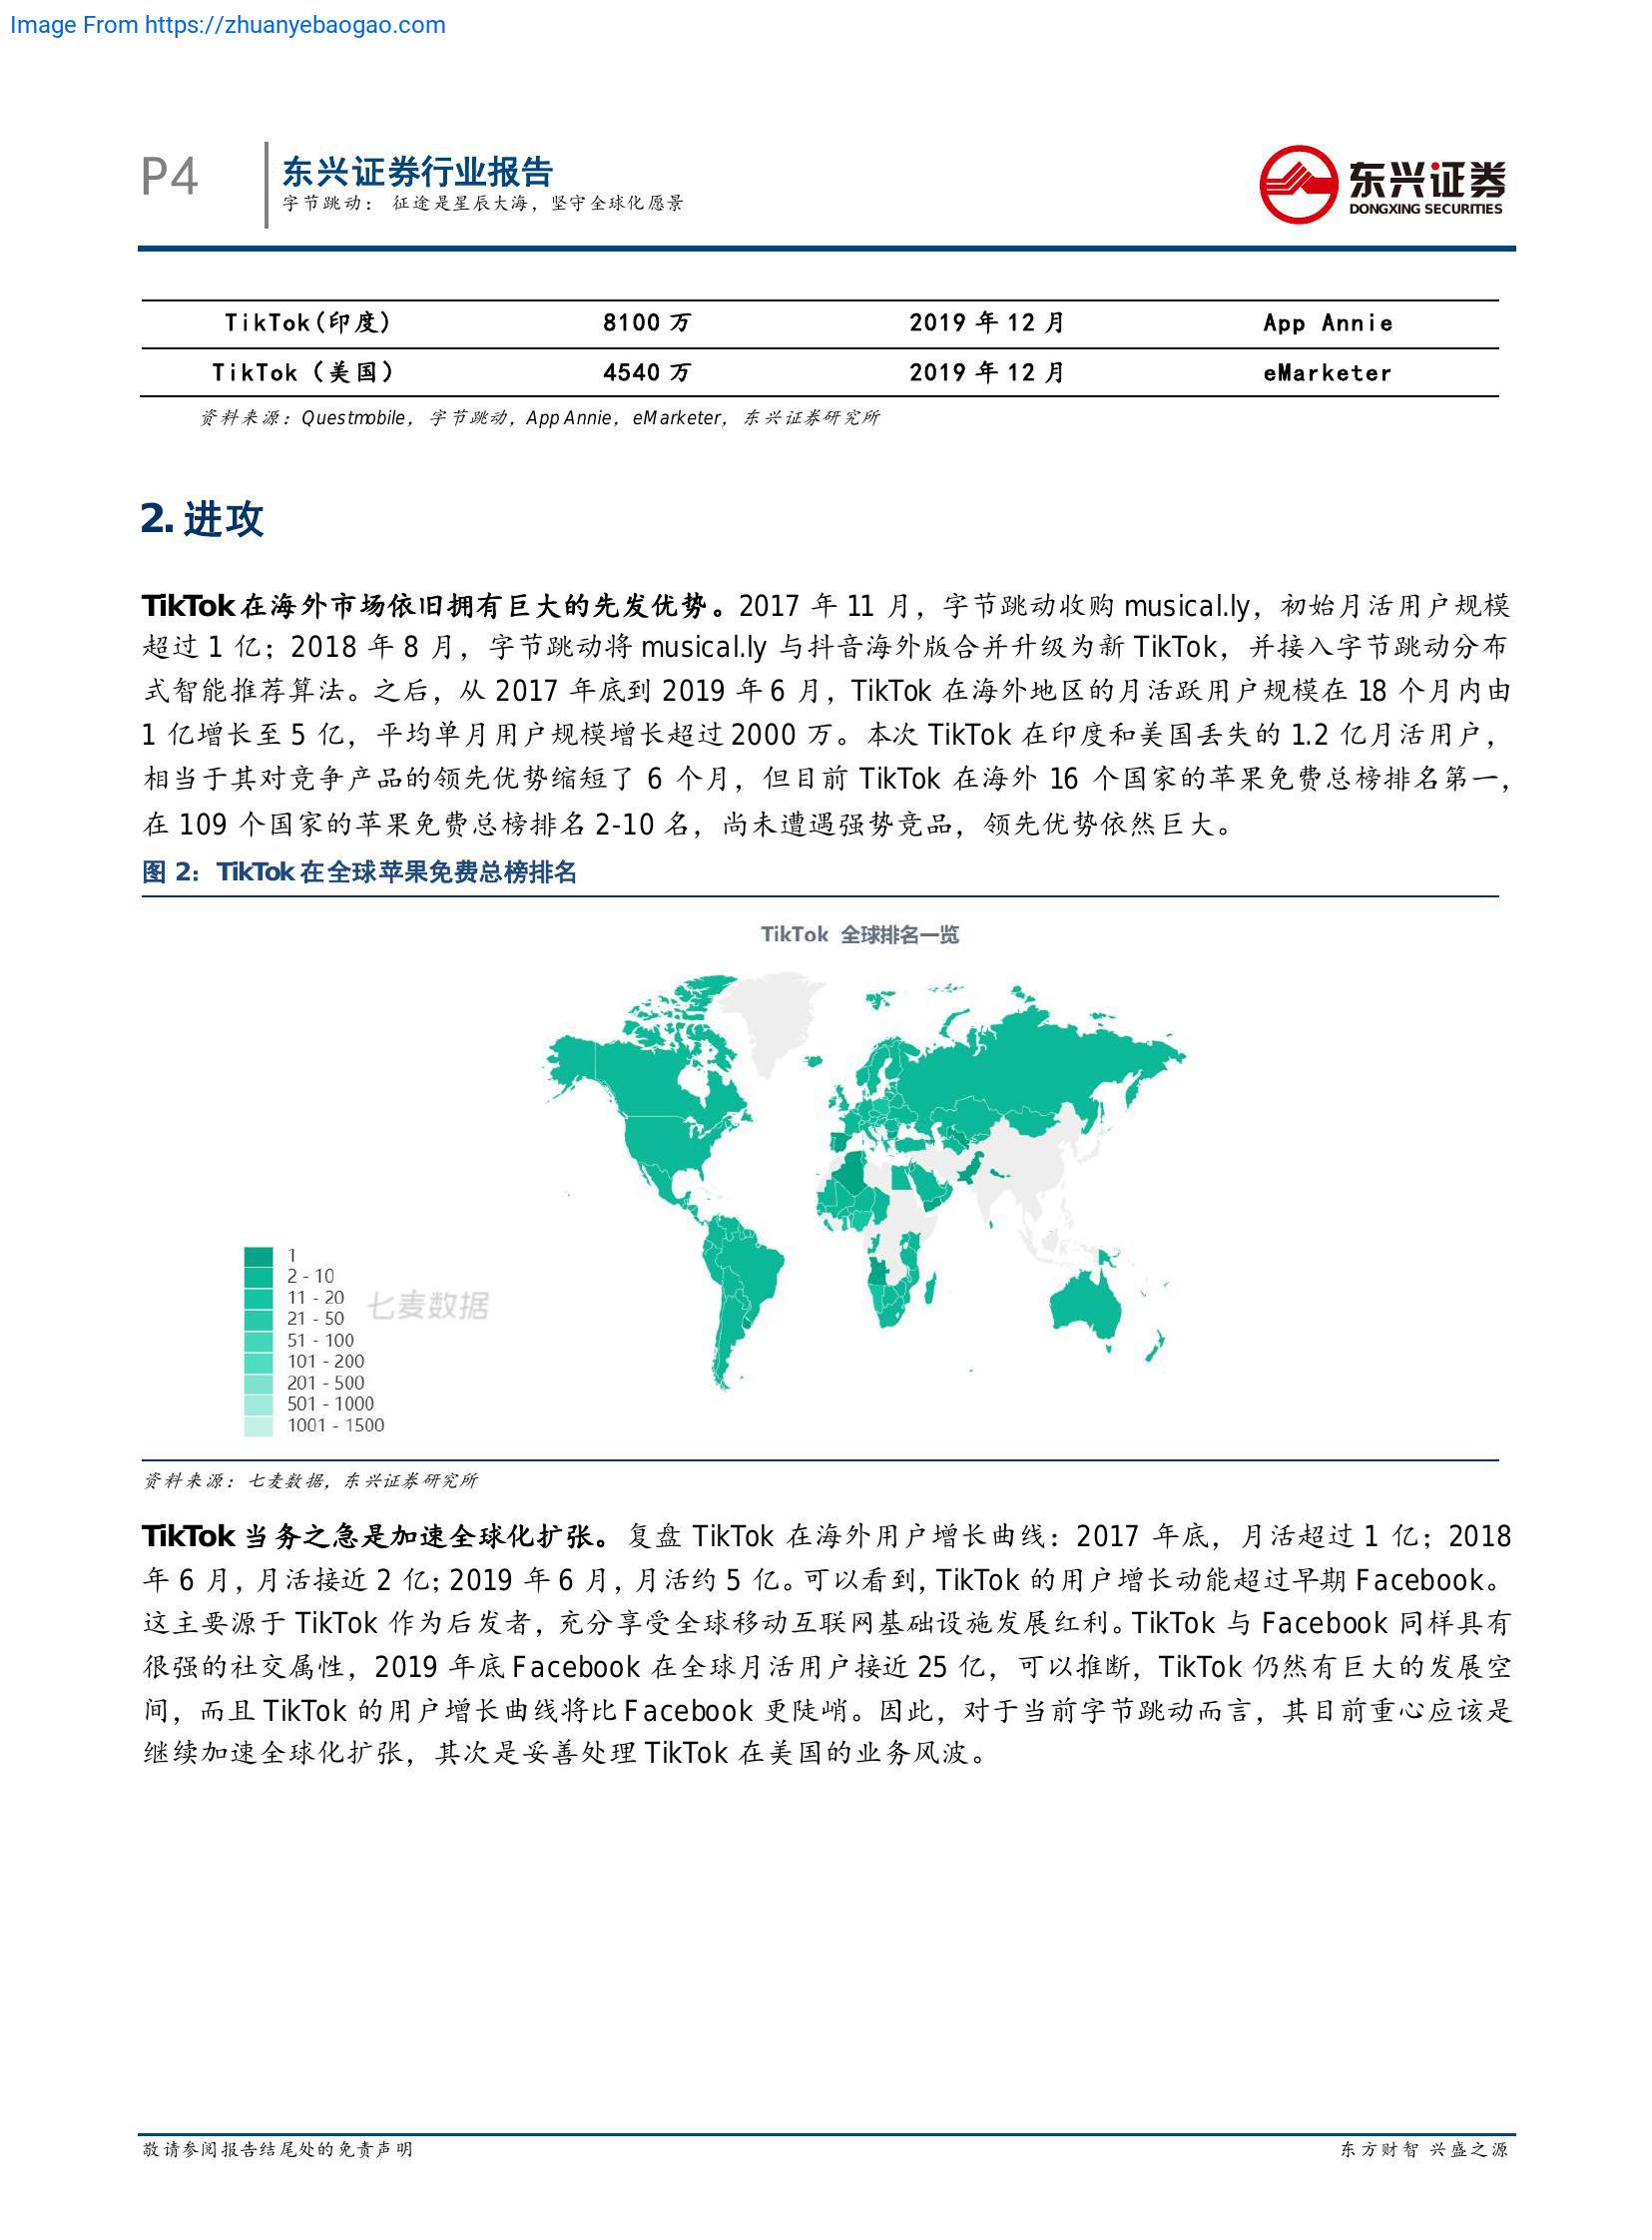 Image From https://zhuanyebaogao.com
P4
东兴证券行业报告
字节跳动： 征途是星辰大海，坚守全球化愿景
东兴证券
DONGXING SECURITIES
TikTok(印度) 8100 万 2019 年 12 月 App Annie
TikTok（美国） 4540 万 2019 年 12 月 eMarketer
资料来源：Questmobile，字节跳动，App Annie，eMarketer，东兴证券研究所
2. 进攻
TikTok 在海外市场依旧拥有巨大的先发优势。2017 年 11 月，字节跳动收购 musical.ly，初始月活用户规模
超过 1 亿；2018 年 8 月，字节跳动将 musical.ly 与抖音海外版合并升级为新 TikTok，并接入字节跳动分布
式智能推荐算法。之后，从 2017 年底到 2019 年 6 月，TikTok 在海外地区的月活跃用户规模在 18 个月内由
1 亿增长至 5 亿，平均单月用户规模增长超过 2000 万。本次 TikTok 在印度和美国丢失的 1.2 亿月活用户，
相当于其对竞争产品的领先优势缩短了 6 个月，但目前 TikTok 在海外 16 个国家的苹果免费总榜排名第一，
在 109 个国家的苹果免费总榜排名 2-10 名，尚未遭遇强势竞品，领先优势依然巨大。
图 2：TikTok 在全球苹果免费总榜排名
TikTok 全球排名一览
1
2 - 10
11 - 20
21 - 50
51 - 100
101 - 200
201 - 500
501 - 1000
1001 - 1500
七麦数据
资料来源：七麦数据，东兴证券研究所
TikTok 当务之急是加速全球化扩张。复盘 TikTok 在海外用户增长曲线：2017 年底，月活超过 1 亿；2018
年 6 月，月活接近 2 亿；2019 年 6 月，月活约 5 亿。可以看到，TikTok 的用户增长动能超过早期 Facebook。
这主要源于 TikTok 作为后发者，充分享受全球移动互联网基础设施发展红利。TikTok 与 Facebook 同样具有
很强的社交属性，2019 年底 Facebook 在全球月活用户接近 25 亿，可以推断，TikTok 仍然有巨大的发展空
间，而且 TikTok 的用户增长曲线将比 Facebook 更陡峭。因此，对于当前字节跳动而言，其目前重心应该是
继续加速全球化扩张，其次是妥善处理 TikTok 在美国的业务风波。
敬请参阅报告结尾处的免责声明
东方财智 兴盛之源